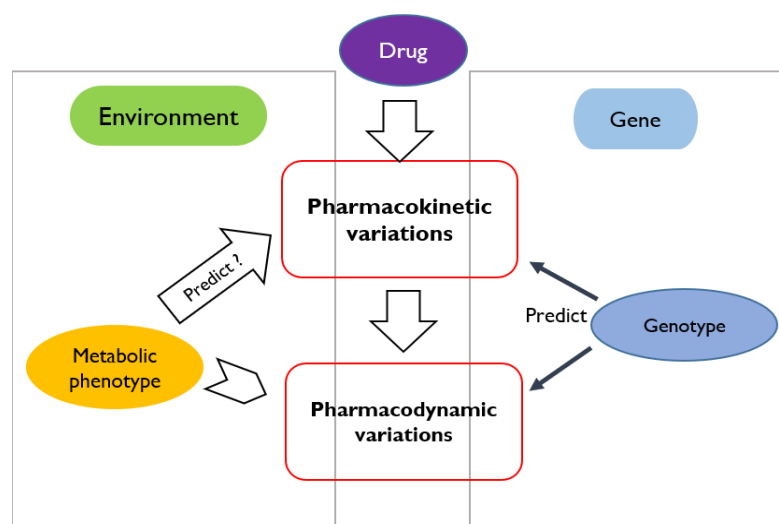 Drug
Environment
Gene
Pharmacokinetic
variations
Predict ?
Predict
Genotype
Metabolic
phenotype
Pharmacodynamic
variations